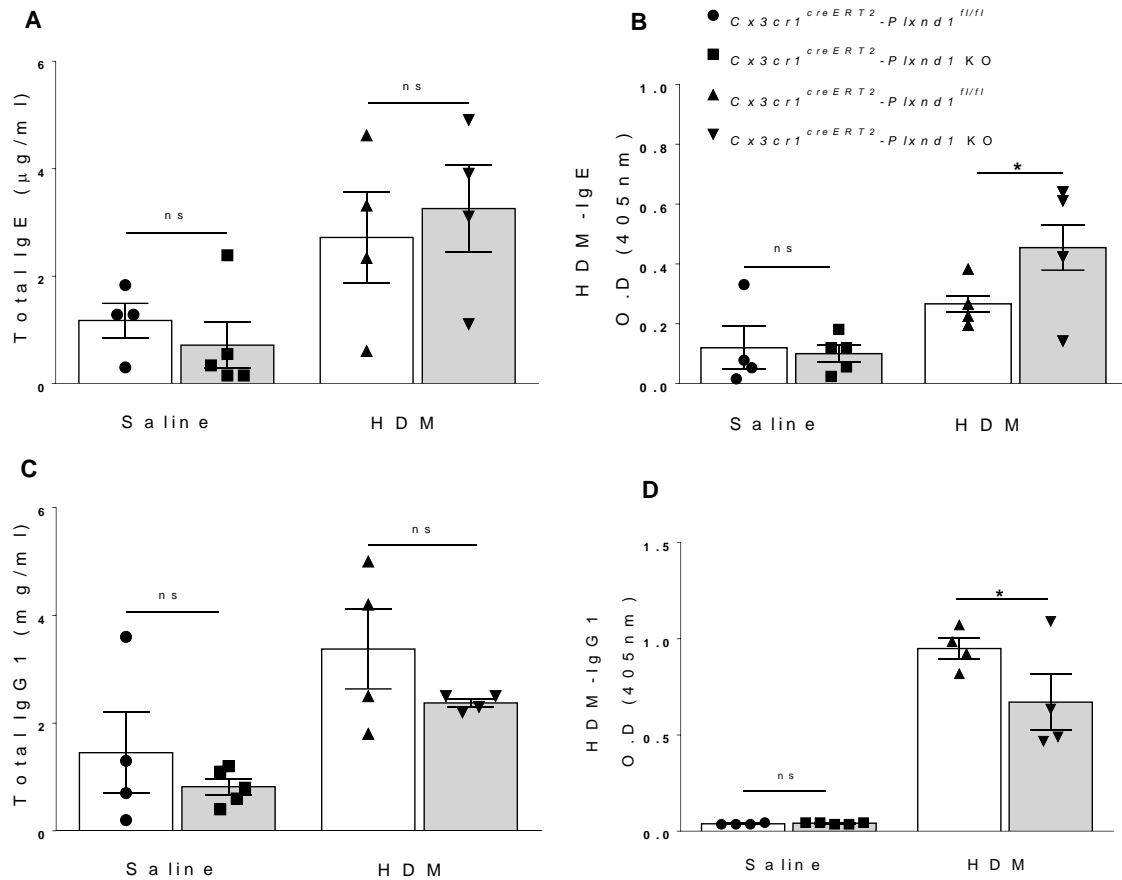 A
Total IgE (µg/ml)
6
4
2
0
ns
ns
Saline
HDM
B
Cx3cr1creERT2-Plxnd1fl/fl
Cx3cr1creERT2-Plxnd1 KO
Cx3cr1creERT2-Plxnd1fl/fl
Cx3cr1creERT2-Plxnd1 KO
HDM-IgE
O.D (405nm)
1.0
0.8
0.6
0.4
0.2
0.0
ns
*
Saline
HDM
C
Total IgG1 (mg/ml)
6
4
2
0
ns
ns
Saline
HDM
D
HDM-IgG1
O.D (405nm)
1.5
1.0
0.5
0.0
ns
*
Saline
HDM